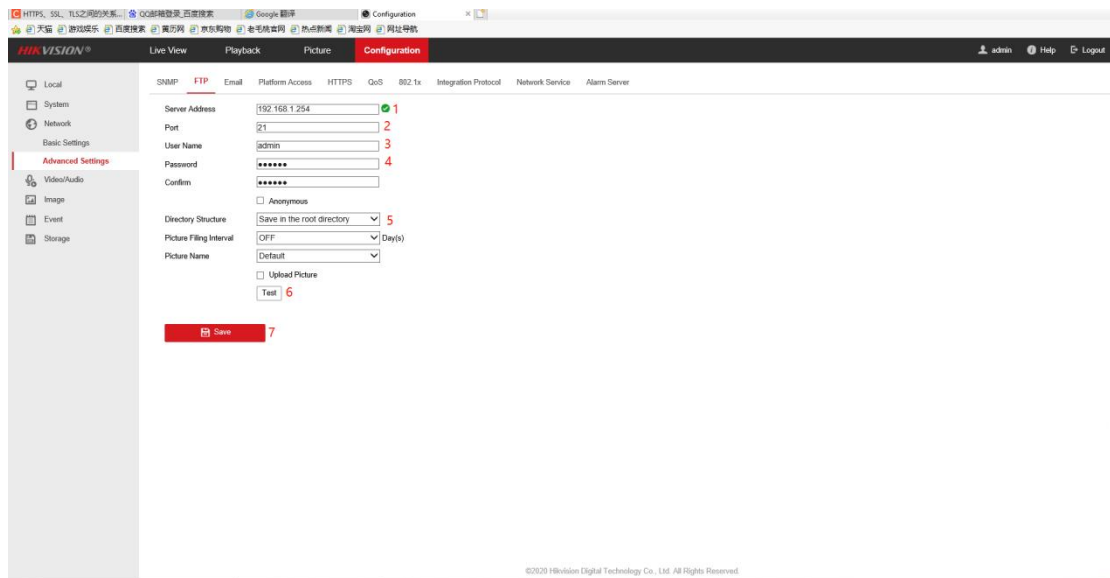 HTTPS、SSL、TLS之间的关系... QQ邮箱登录_百度搜索 Google 翻译 Configuration
天猫 游戏娱乐 百度搜索 黄历网 京东购物 老毛桃官网 热点新闻 淘宝网 网址导航
HIKVISION® Live View Playback Picture Configuration admin Help Logout
Local
System
Network
Basic Settings
Advanced Settings
Video/Audio
Image
Event
Storage
SNMP FTP Email Platform Access HTTPS QoS 802.1x Integration Protocol Network Service Alarm Server
Server Address 192.168.1.254 1
Port 21 2
User Name admin 3
Password •••••• 4
Confirm ••••••
Anonymous
Directory Structure Save in the root directory 5
Picture Filing Interval OFF Day(s)
Picture Name Default
Upload Picture
Test 6
Save 7
©2020 Hikvision Digital Technology Co., Ltd. All Rights Reserved.